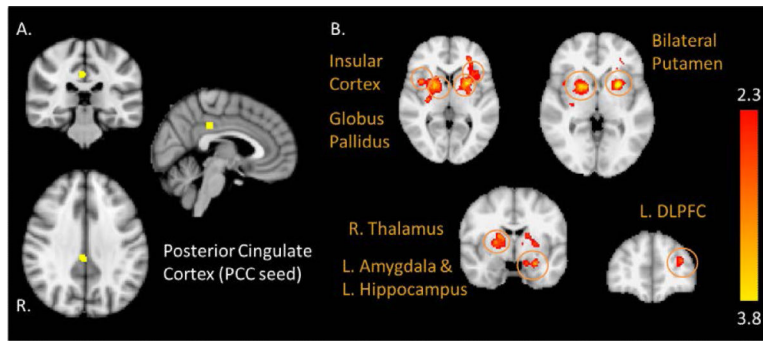 A.
Posterior Cingulate
Cortex (PCC seed)
R.
B.
Insular
Cortex
Globus
Pallidus
Bilateral
Putamen
R. Thalamus
L. Amygdala &
L. Hippocampus
L. DLPFC
2.3
3.8